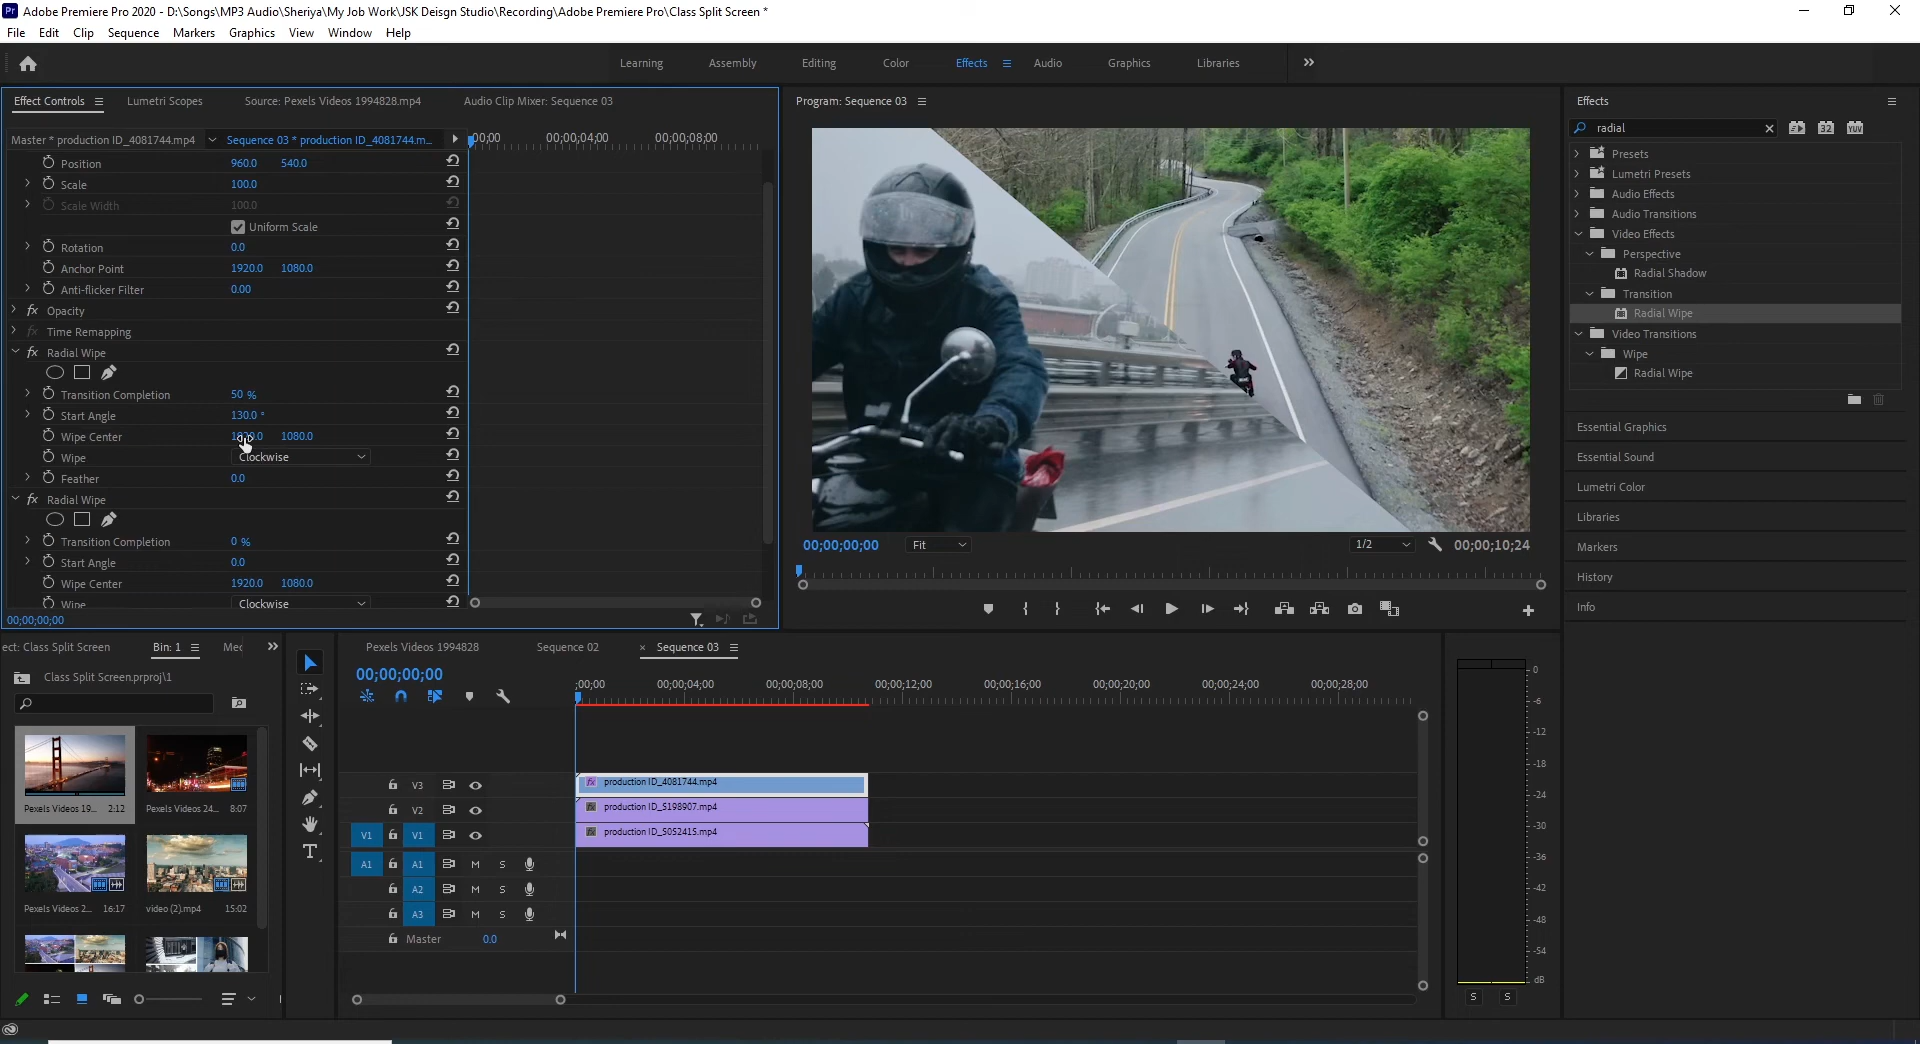 Pr Adobe Premiere Pro 2020 - D:\Songs\MP3 Audio\Sheriya\My Job Work\JSK Deisgn Studio\Recording\Adobe Premiere Pro\Class Split Screen *
File Edit Clip Sequence Markers Graphics View Window Help
Learning Assembly Editing Color Effects Audio Graphics Libraries
Effect Controls Lumetri Scopes Source: Pexels Videos 1994828.mp4 Audio Clip Mixer: Sequence 03
Master * production ID_4081744.mp4 Sequence 03 * production ID_4081744.m...
:00;00 00;00;04;00 00;00;08;00
Position 960.0 540.0
Scale 100.0
Scale Width 100.0
Uniform Scale
Rotation 0.0
Anchor Point 1920.0 1080.0
Anti-flicker Filter 0.00
fx Opacity
fx Time Remapping
fx Radial Wipe
Transition Completion 50 %
Start Angle 130.0 °
Wipe Center 1920.0 1080.0
Wipe Clockwise
Feather 0.0
fx Radial Wipe
Transition Completion 0 %
Start Angle 0.0
Wipe Center 1920.0 1080.0
Wipe Clockwise
00;00;00;00
Program: Sequence 03
00;00;00;00 Fit 1/2 00;00;10;24
Effects
radial 32 YUV
Presets
Lumetri Presets
Audio Effects
Audio Transitions
Video Effects
Perspective
Radial Shadow
Transition
Radial Wipe
Video Transitions
Wipe
Radial Wipe
Essential Graphics
Essential Sound
Lumetri Color
Libraries
Markers
History
Info
ect: Class Split Screen Bin: 1 Mec
Class Split Screen.prproj\1
Pexels Videos 19... 2:12 Pexels Videos 24... 8:07
Pexels Videos 2... 16:17 video (2).mp4 15:02
Pexels Videos 1994828 Sequence 02 × Sequence 03
00;00;00;00
;00;00 00;00;04;00 00;00;08;00 00;00;12;00 00;00;16;00 00;00;20;00 00;00;24;00 00;00;28;00
V3 fx production ID_4081744.mp4
V2 fx production ID_5198907.mp4
V1 V1 fx production ID_5052415.mp4
A1 A1 M S
A2 M S
A3 M S
Master 0.0
0
-6
-12
-18
-24
-30
-36
-42
-48
-54
dB
S S